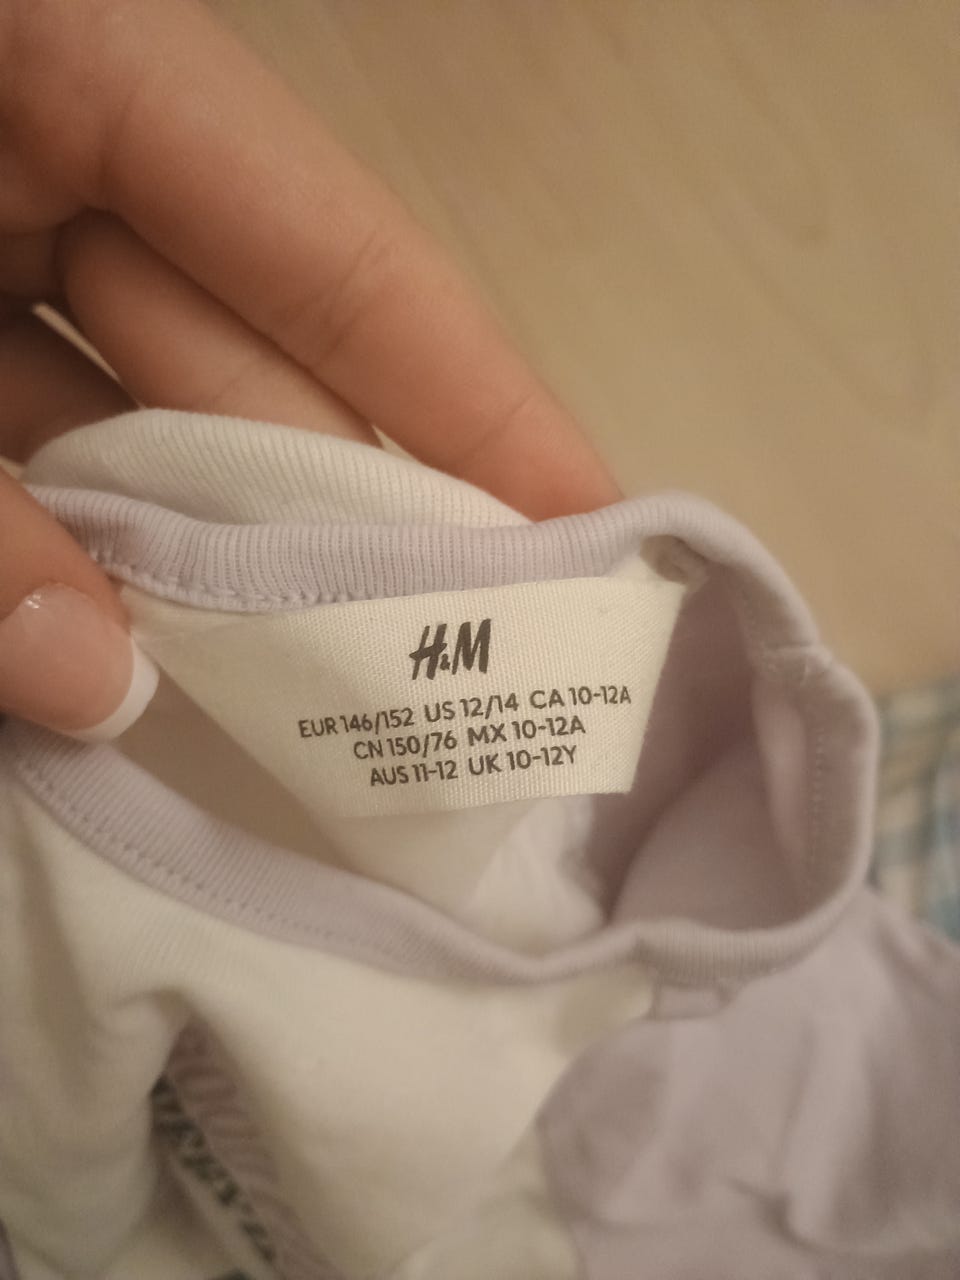 H&M
EUR 146/152 US 12/14 CA 10-12A
CN 150/76 MX 10-12A
AUS 11-12 UK 10-12Y